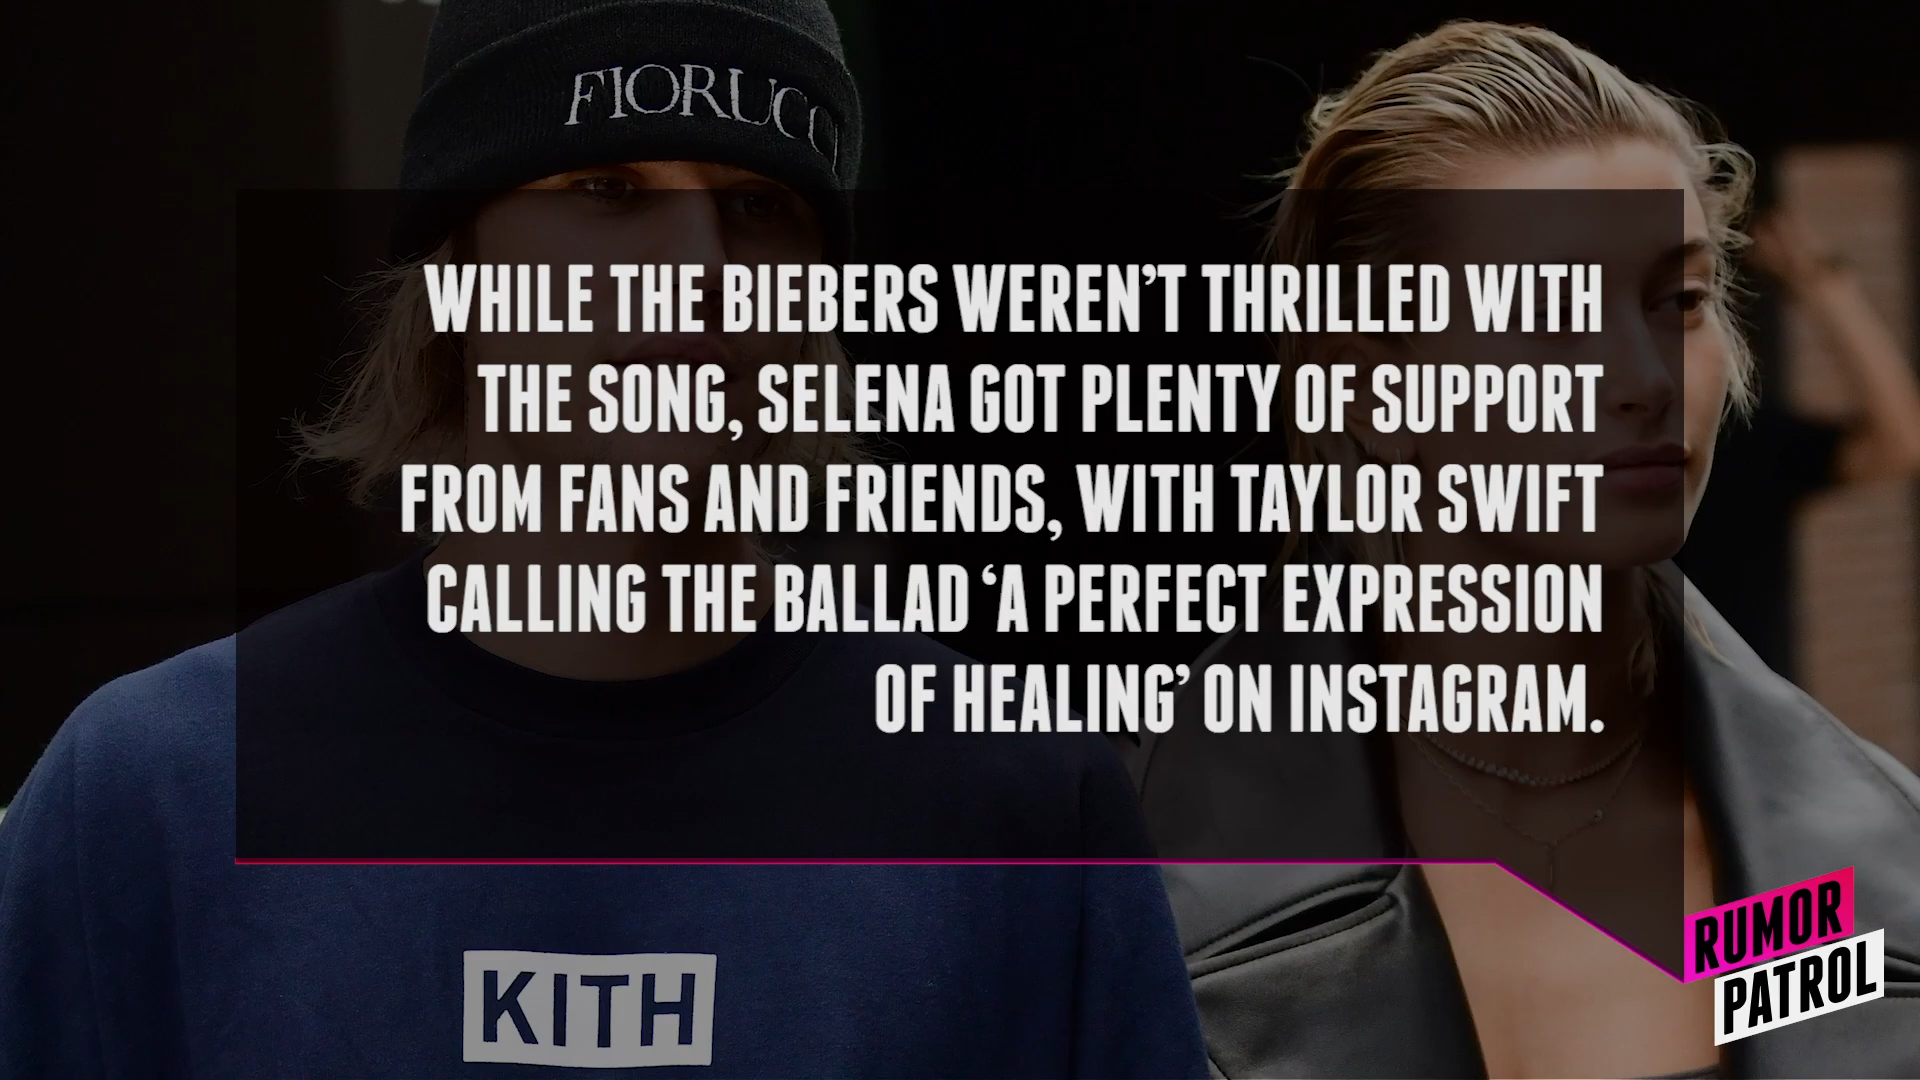 FIORUCCI
WHILE THE BIEBERS WEREN’T THRILLED WITH
THE SONG, SELENA GOT PLENTY OF SUPPORT
FROM FANS AND FRIENDS, WITH TAYLOR SWIFT
CALLING THE BALLAD ‘A PERFECT EXPRESSION
OF HEALING’ ON INSTAGRAM.
RUMOR
PATROL
KITH